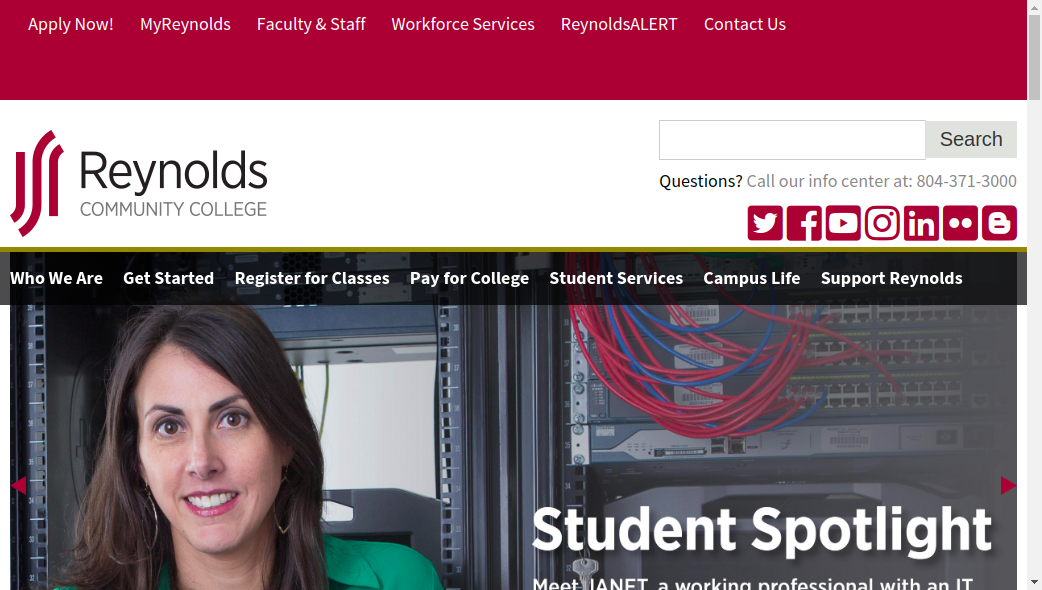 Apply Now! MyReynolds Faculty & Staff Workforce Services ReynoldsALERT Contact Us
Reynolds
COMMUNITY COLLEGE
Search
Questions? Call our info center at: 804-371-3000
Who We Are Get Started Register for Classes Pay for College Student Services Campus Life Support Reynolds
Student Spotlight
Meet JANET, a working professional with an IT